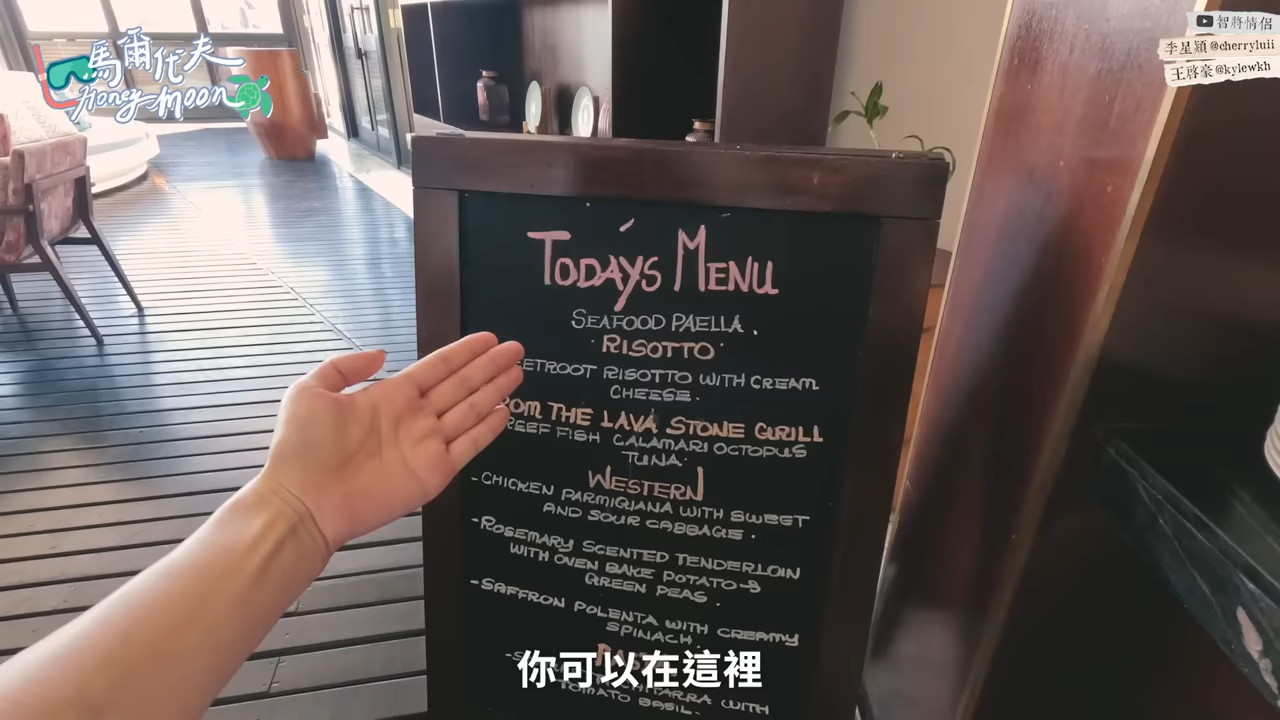 馬爾代夫
Honey Moon
智將情侶
李星潁 @cherryluii
王啓豪 @kylewkh
TODAY'S MENU
SEAFOOD PAELLA.
RISOTTO
EETROOT RISOTTO WITH CREAM
CHEESE.
ROM THE LAVA STONE GRILL
REEF FISH CALAMARI OCTOPUS
TUNA.
WESTERN
-CHICKEN PARMIGIANA WITH SWEET
AND SOUR CABBAGE.
-ROSEMARY SCENTED TENDERLOIN
WITH OVEN BAKE POTATO &
GREEN PEAS.
-SAFFRON POLENTA WITH CREAMY
SPINACH.
WITH
TOMATO BASIL.
你可以在這裡